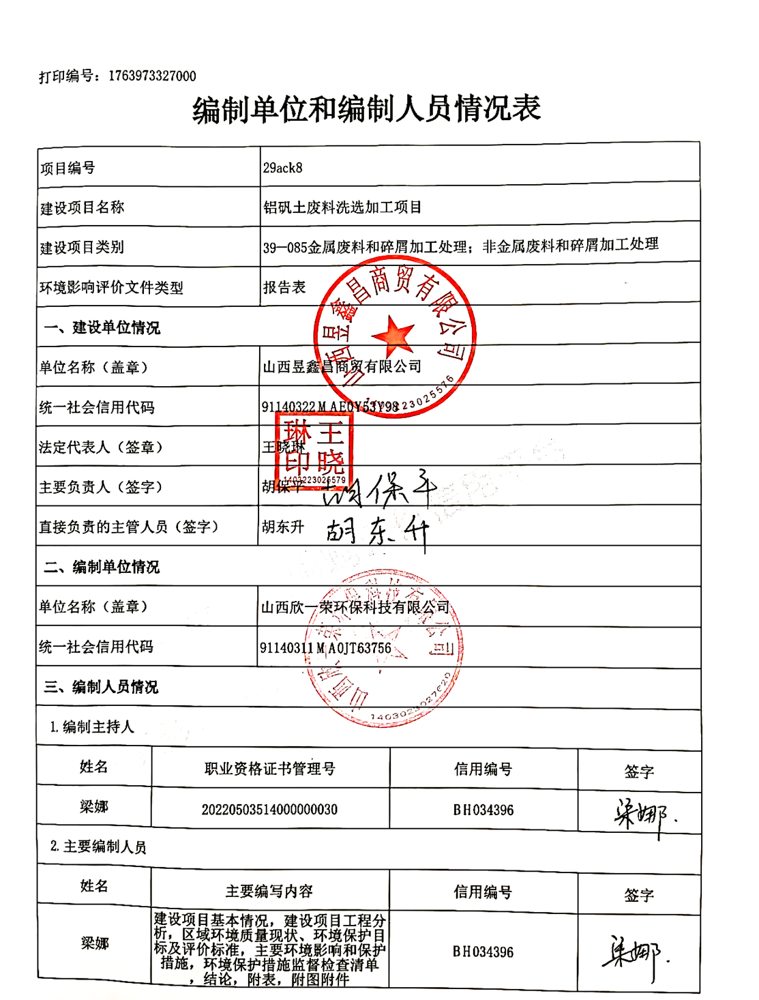 打印编号：1763973327000
编制单位和编制人员情况表
项目编号 29ack8
建设项目名称 铝矾土废料洗选加工项目
建设项目类别 39—085金属废料和碎屑加工处理；非金属废料和碎屑加工处理
环境影响评价文件类型 报告表
一、建设单位情况
单位名称（盖章） 山西昱鑫昌商贸有限公司
山西昱鑫昌商贸有限公司
统一社会信用代码 91140322MAE0Y53Y98
法定代表人（签章） 王晓琳
王晓琳印
1403223025579
主要负责人（签字） 胡保平 胡保平
直接负责的主管人员（签字） 胡东升 胡东升
二、编制单位情况
单位名称（盖章） 山西欣一荣环保科技有限公司
山西欣一荣环保科技有限公司
统一社会信用代码 91140311MA0JT63756
1403023027620
三、编制人员情况
1.编制主持人
姓名 职业资格证书管理号 信用编号 签字
梁娜 20220503514000000030 BH034396 梁娜.
2.主要编制人员
姓名 主要编写内容 信用编号 签字
梁娜 建设项目基本情况，建设项目工程分
析，区域环境质量现状、环境保护目
标及评价标准，主要环境影响和保护
措施，环境保护措施监督检查清单
，结论，附表，附图附件 BH034396 梁娜.